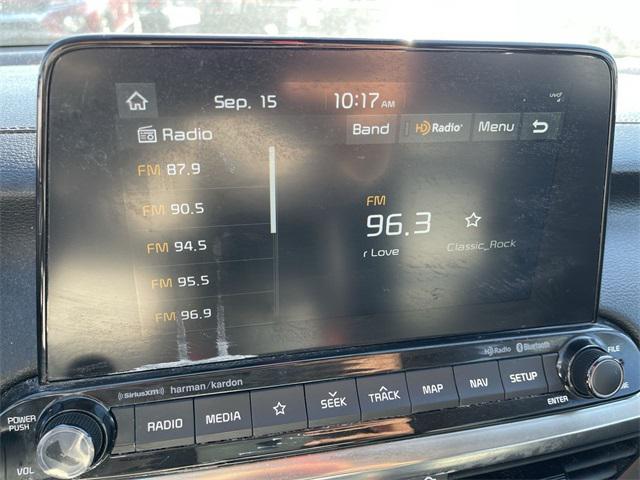 Sep. 15
10:17 AM
UVO
Radio
Band
HD Radio
Menu
FM 87.9
FM 90.5
FM 94.5
FM 95.5
FM 96.9
FM
96.3
r Love
Classic_Rock
HD Radio Bluetooth
((SiriusXM)) harman/kardon
POWER
PUSH
VOL
RADIO
MEDIA
SEEK
TRACK
MAP
NAV
SETUP
FILE
ENTER